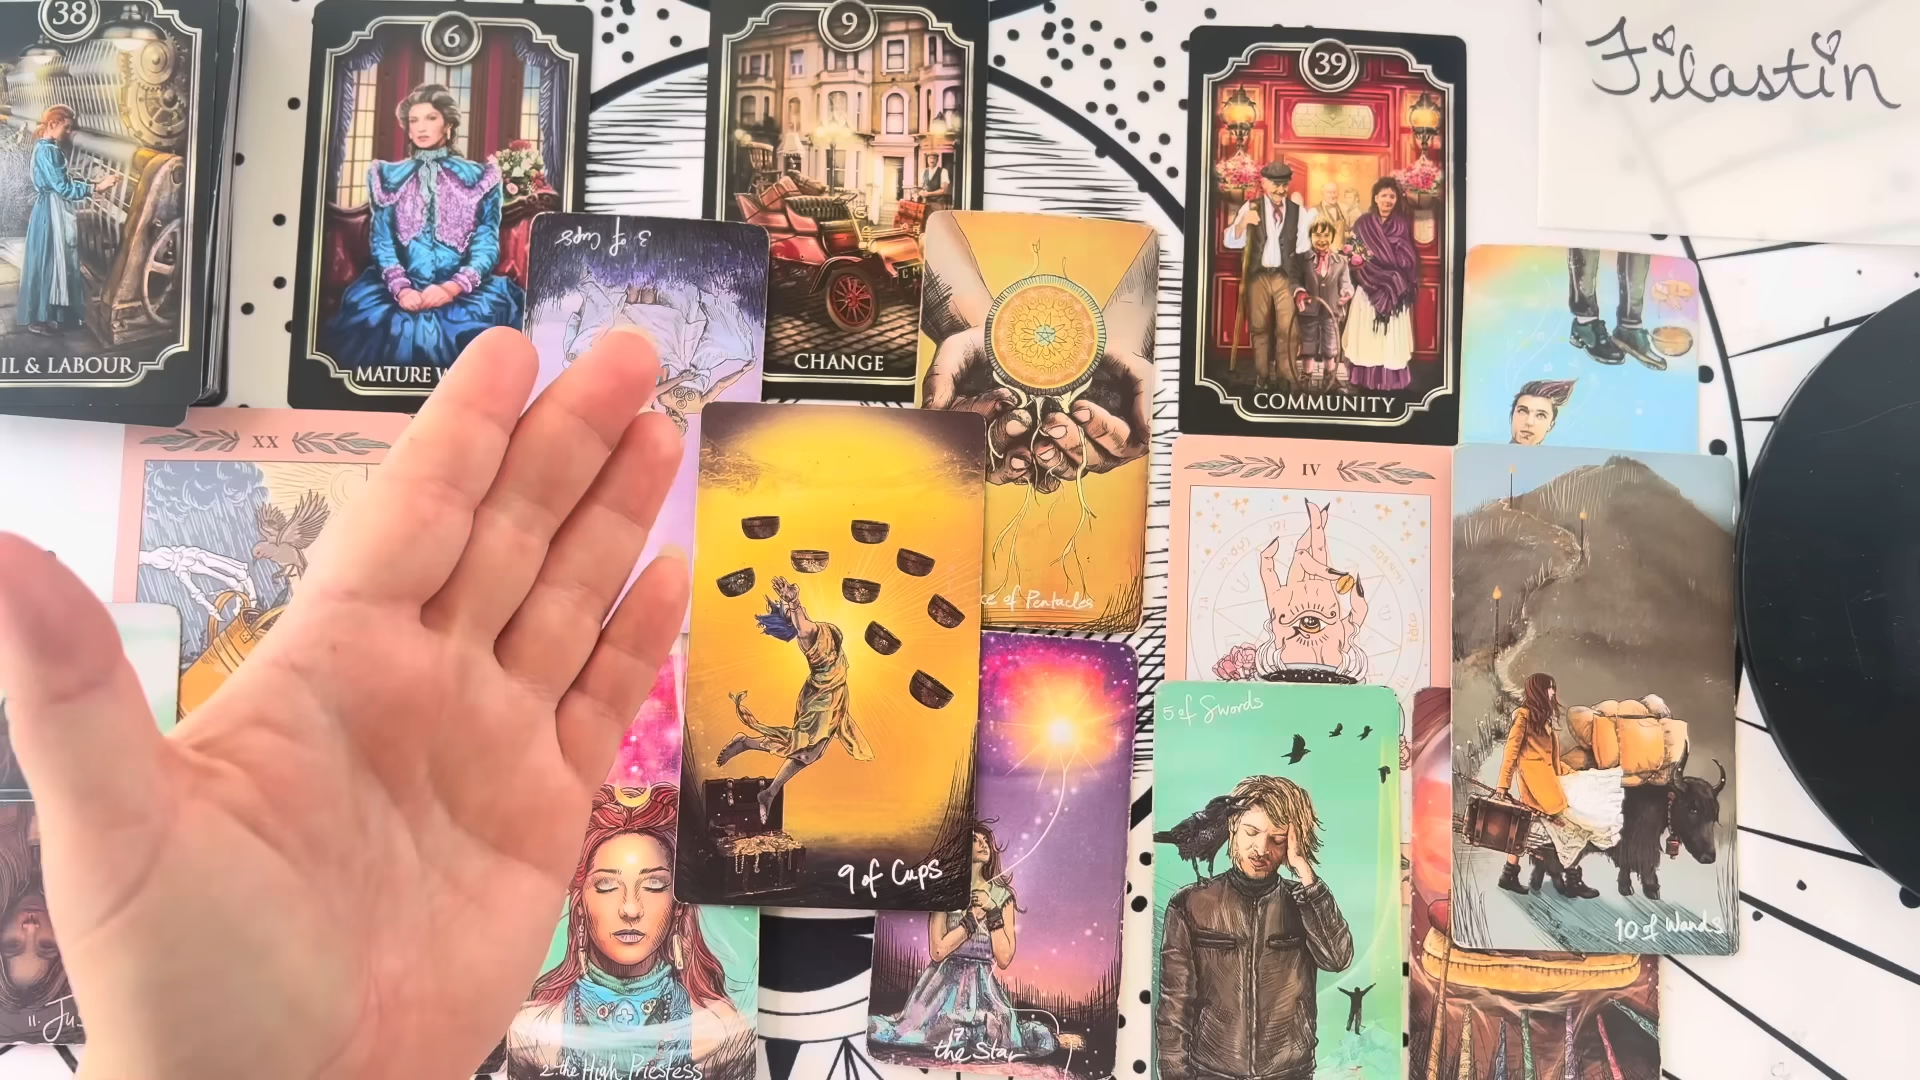 38
IL & LABOUR
6
MATURE W
9
CHANGE
39
COMMUNITY
Filastin
3 of Cups
XX
IV
ce of Pentacles
9 of Cups
5 of Swords
10 of Wands
11. Ju
2. the High Priestess
17
the Star